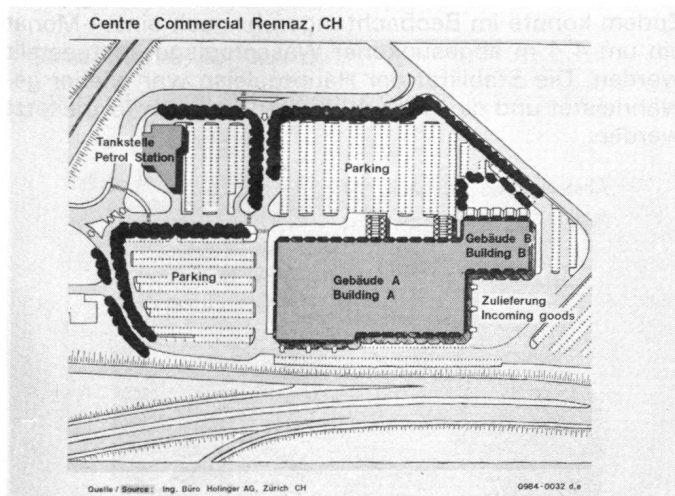 Centre Commercial Rennaz, CH
Tankstelle
Petrol Station
Parking
Gebäude B
Building B
Parking
Gebäude A
Building A
Zulieferung
Incoming goods
Quelle / Source: Ing. Büro Holinger AG, Zürich CH
0984-0032 d,e